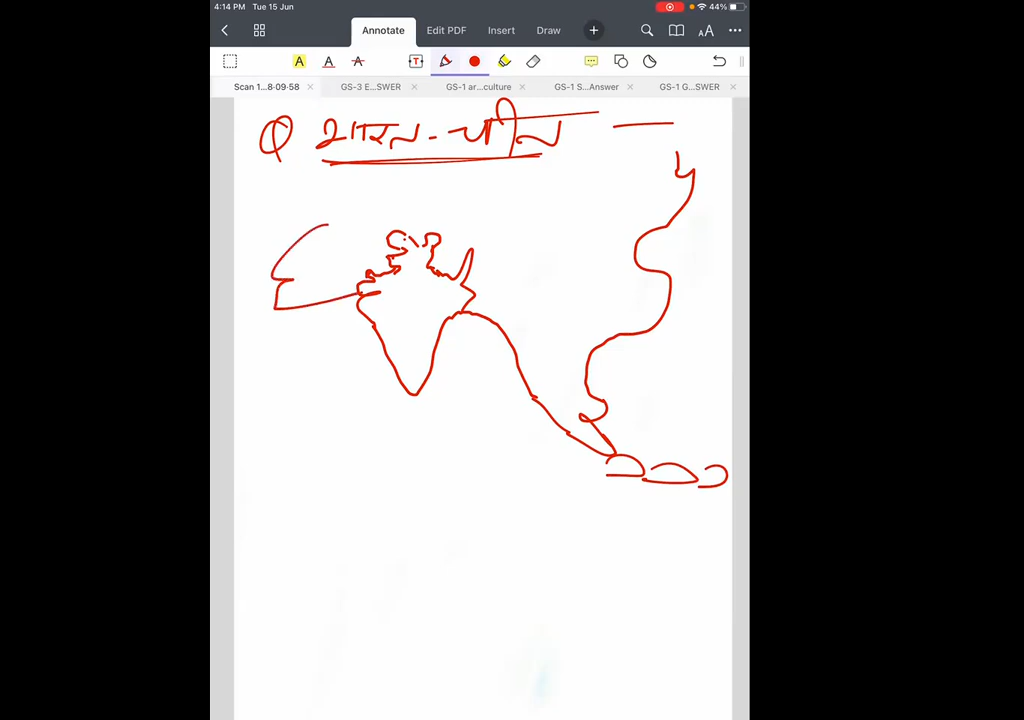 4:14 PM Tue 15 Jun 44%
Annotate Edit PDF Insert Draw
Scan 1...8-09-58 GS-3 E...SWER GS-1 ar...culture GS-1 S...Answer GS-1 G...SWER
Q भारत - चीन —